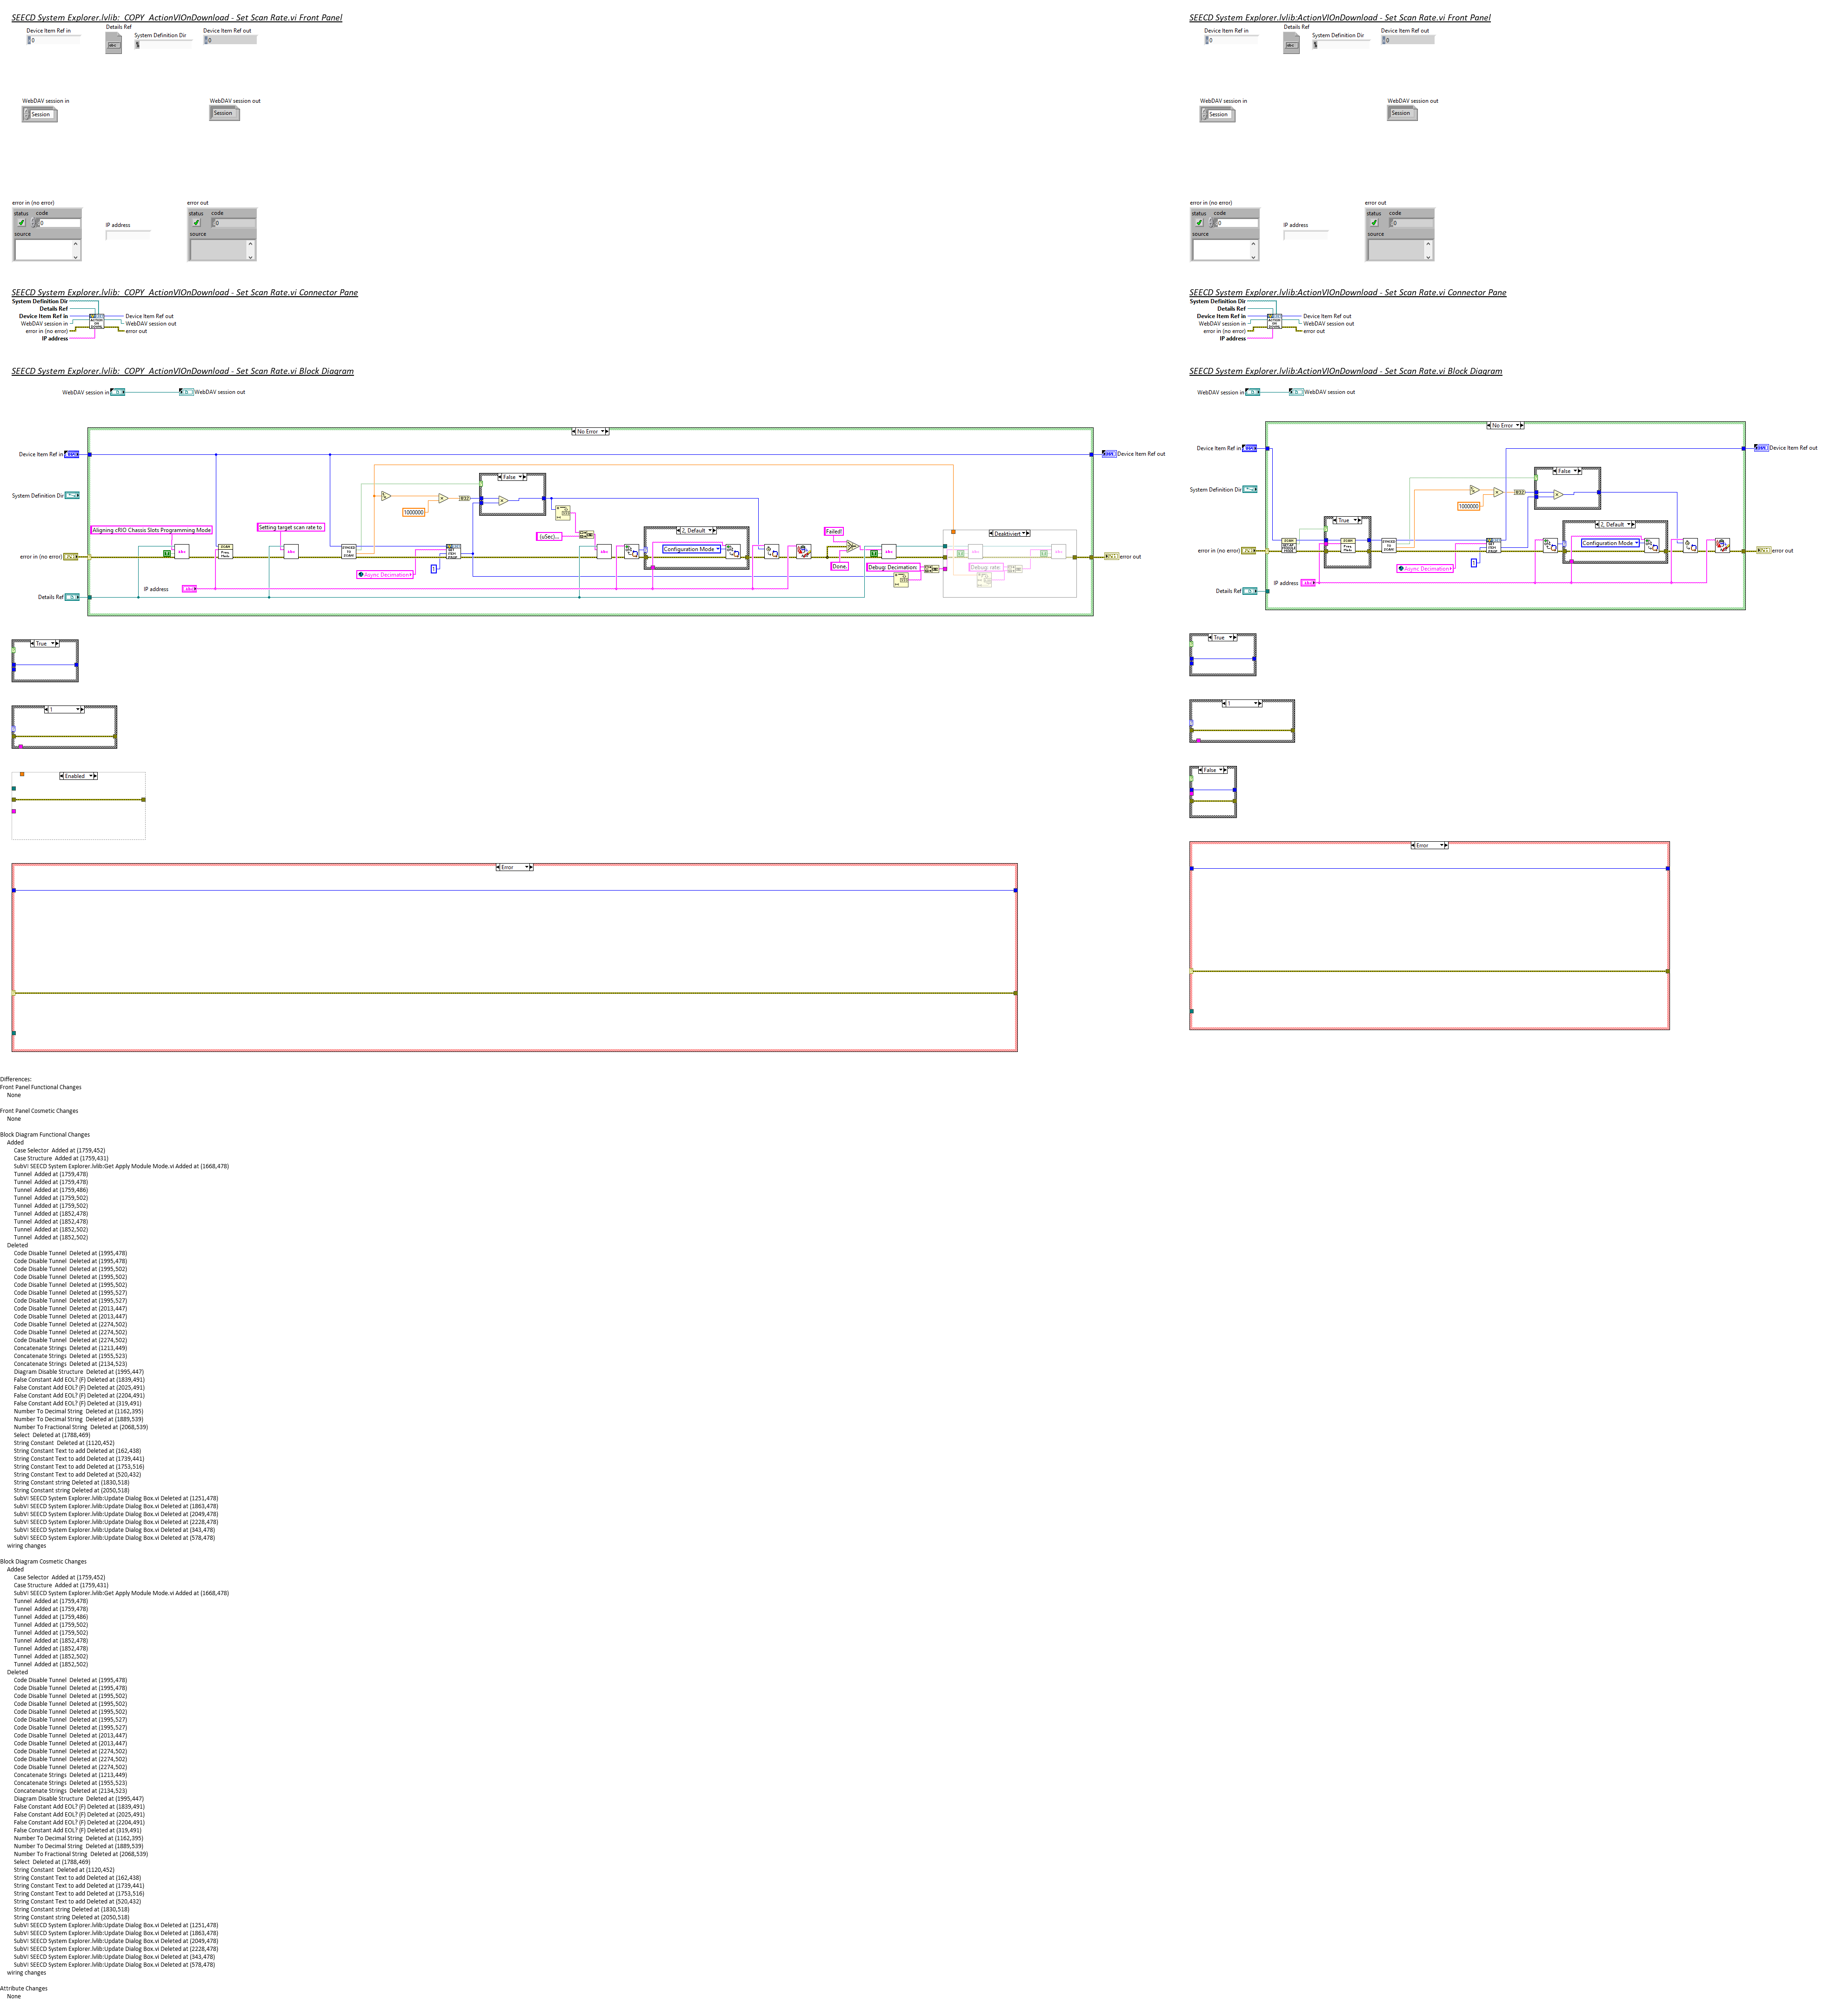 SEECD System Explorer.lvlib:  COPY  ActionVIOnDownload - Set Scan Rate.vi Front Panel
Device Item Ref in
Details Ref
System Definition Dir
Device Item Ref out
0
abc
0
WebDAV session in
WebDAV session out
Session
Session
error in (no error)
error out
status code
0
source
IP address
status code
0
source
SEECD System Explorer.lvlib:  COPY  ActionVIOnDownload - Set Scan Rate.vi Connector Pane
System Definition Dir
Details Ref
Device Item Ref in
WebDAV session in
error in (no error)
IP address
Device Item Ref out
WebDAV session out
error out
SEECD System Explorer.lvlib:  COPY  ActionVIOnDownload - Set Scan Rate.vi Block Diagram
WebDAV session in
WebDAV session out
No Error
Device Item Ref in
Device Item Ref out
System Definition Dir
False
1000000
I32
Aligning cRIO Chassis Slots Programming Mode
Setting target scan rate to
(uSec)...
2, Default
Configuration Mode
Failed!
Done.
Deaktiviert
error in (no error)
error out
Async Decimation
1
Debug: Decimation:
Debug: rate:
IP address
Details Ref
True
1
Enabled
Error
SEECD System Explorer.lvlib:ActionVIOnDownload - Set Scan Rate.vi Front Panel
Device Item Ref in
Details Ref
System Definition Dir
Device Item Ref out
0
abc
0
WebDAV session in
WebDAV session out
Session
Session
error in (no error)
error out
status code
0
source
IP address
status code
0
source
SEECD System Explorer.lvlib:ActionVIOnDownload - Set Scan Rate.vi Connector Pane
System Definition Dir
Details Ref
Device Item Ref in
WebDAV session in
error in (no error)
IP address
Device Item Ref out
WebDAV session out
error out
SEECD System Explorer.lvlib:ActionVIOnDownload - Set Scan Rate.vi Block Diagram
WebDAV session in
WebDAV session out
No Error
Device Item Ref in
Device Item Ref out
System Definition Dir
False
1000000
I32
True
2, Default
Configuration Mode
error in (no error)
error out
Async Decimation
1
IP address
Details Ref
True
1
False
Error
Differences:
Front Panel Functional Changes
None
Front Panel Cosmetic Changes
None
Block Diagram Functional Changes
Added
Case Selector  Added at (1759,452)
Case Structure  Added at (1759,431)
SubVI SEECD System Explorer.lvlib:Get Apply Module Mode.vi Added at (1668,478)
Tunnel  Added at (1759,478)
Tunnel  Added at (1759,478)
Tunnel  Added at (1759,486)
Tunnel  Added at (1759,502)
Tunnel  Added at (1759,502)
Tunnel  Added at (1852,478)
Tunnel  Added at (1852,478)
Tunnel  Added at (1852,502)
Tunnel  Added at (1852,502)
Deleted
Code Disable Tunnel  Deleted at (1995,478)
Code Disable Tunnel  Deleted at (1995,478)
Code Disable Tunnel  Deleted at (1995,502)
Code Disable Tunnel  Deleted at (1995,502)
Code Disable Tunnel  Deleted at (1995,502)
Code Disable Tunnel  Deleted at (1995,527)
Code Disable Tunnel  Deleted at (1995,527)
Code Disable Tunnel  Deleted at (2013,447)
Code Disable Tunnel  Deleted at (2013,447)
Code Disable Tunnel  Deleted at (2274,502)
Code Disable Tunnel  Deleted at (2274,502)
Code Disable Tunnel  Deleted at (2274,502)
Concatenate Strings  Deleted at (1213,449)
Concatenate Strings  Deleted at (1955,523)
Concatenate Strings  Deleted at (2134,523)
Diagram Disable Structure  Deleted at (1995,447)
False Constant Add EOL? (F) Deleted at (1839,491)
False Constant Add EOL? (F) Deleted at (2025,491)
False Constant Add EOL? (F) Deleted at (2204,491)
False Constant Add EOL? (F) Deleted at (319,491)
Number To Decimal String  Deleted at (1162,395)
Number To Decimal String  Deleted at (1889,539)
Number To Fractional String  Deleted at (2068,539)
Select  Deleted at (1788,469)
String Constant  Deleted at (1120,452)
String Constant Text to add Deleted at (162,438)
String Constant Text to add Deleted at (1739,441)
String Constant Text to add Deleted at (1753,516)
String Constant Text to add Deleted at (520,432)
String Constant string Deleted at (1830,518)
String Constant string Deleted at (2050,518)
SubVI SEECD System Explorer.lvlib:Update Dialog Box.vi Deleted at (1251,478)
SubVI SEECD System Explorer.lvlib:Update Dialog Box.vi Deleted at (1863,478)
SubVI SEECD System Explorer.lvlib:Update Dialog Box.vi Deleted at (2049,478)
SubVI SEECD System Explorer.lvlib:Update Dialog Box.vi Deleted at (2228,478)
SubVI SEECD System Explorer.lvlib:Update Dialog Box.vi Deleted at (343,478)
SubVI SEECD System Explorer.lvlib:Update Dialog Box.vi Deleted at (578,478)
wiring changes
Block Diagram Cosmetic Changes
Added
Case Selector  Added at (1759,452)
Case Structure  Added at (1759,431)
SubVI SEECD System Explorer.lvlib:Get Apply Module Mode.vi Added at (1668,478)
Tunnel  Added at (1759,478)
Tunnel  Added at (1759,478)
Tunnel  Added at (1759,486)
Tunnel  Added at (1759,502)
Tunnel  Added at (1759,502)
Tunnel  Added at (1852,478)
Tunnel  Added at (1852,478)
Tunnel  Added at (1852,502)
Tunnel  Added at (1852,502)
Deleted
Code Disable Tunnel  Deleted at (1995,478)
Code Disable Tunnel  Deleted at (1995,478)
Code Disable Tunnel  Deleted at (1995,502)
Code Disable Tunnel  Deleted at (1995,502)
Code Disable Tunnel  Deleted at (1995,502)
Code Disable Tunnel  Deleted at (1995,527)
Code Disable Tunnel  Deleted at (1995,527)
Code Disable Tunnel  Deleted at (2013,447)
Code Disable Tunnel  Deleted at (2013,447)
Code Disable Tunnel  Deleted at (2274,502)
Code Disable Tunnel  Deleted at (2274,502)
Code Disable Tunnel  Deleted at (2274,502)
Concatenate Strings  Deleted at (1213,449)
Concatenate Strings  Deleted at (1955,523)
Concatenate Strings  Deleted at (2134,523)
Diagram Disable Structure  Deleted at (1995,447)
False Constant Add EOL? (F) Deleted at (1839,491)
False Constant Add EOL? (F) Deleted at (2025,491)
False Constant Add EOL? (F) Deleted at (2204,491)
False Constant Add EOL? (F) Deleted at (319,491)
Number To Decimal String  Deleted at (1162,395)
Number To Decimal String  Deleted at (1889,539)
Number To Fractional String  Deleted at (2068,539)
Select  Deleted at (1788,469)
String Constant  Deleted at (1120,452)
String Constant Text to add Deleted at (162,438)
String Constant Text to add Deleted at (1739,441)
String Constant Text to add Deleted at (1753,516)
String Constant Text to add Deleted at (520,432)
String Constant string Deleted at (1830,518)
String Constant string Deleted at (2050,518)
SubVI SEECD System Explorer.lvlib:Update Dialog Box.vi Deleted at (1251,478)
SubVI SEECD System Explorer.lvlib:Update Dialog Box.vi Deleted at (1863,478)
SubVI SEECD System Explorer.lvlib:Update Dialog Box.vi Deleted at (2049,478)
SubVI SEECD System Explorer.lvlib:Update Dialog Box.vi Deleted at (2228,478)
SubVI SEECD System Explorer.lvlib:Update Dialog Box.vi Deleted at (343,478)
SubVI SEECD System Explorer.lvlib:Update Dialog Box.vi Deleted at (578,478)
wiring changes
Attribute Changes
None